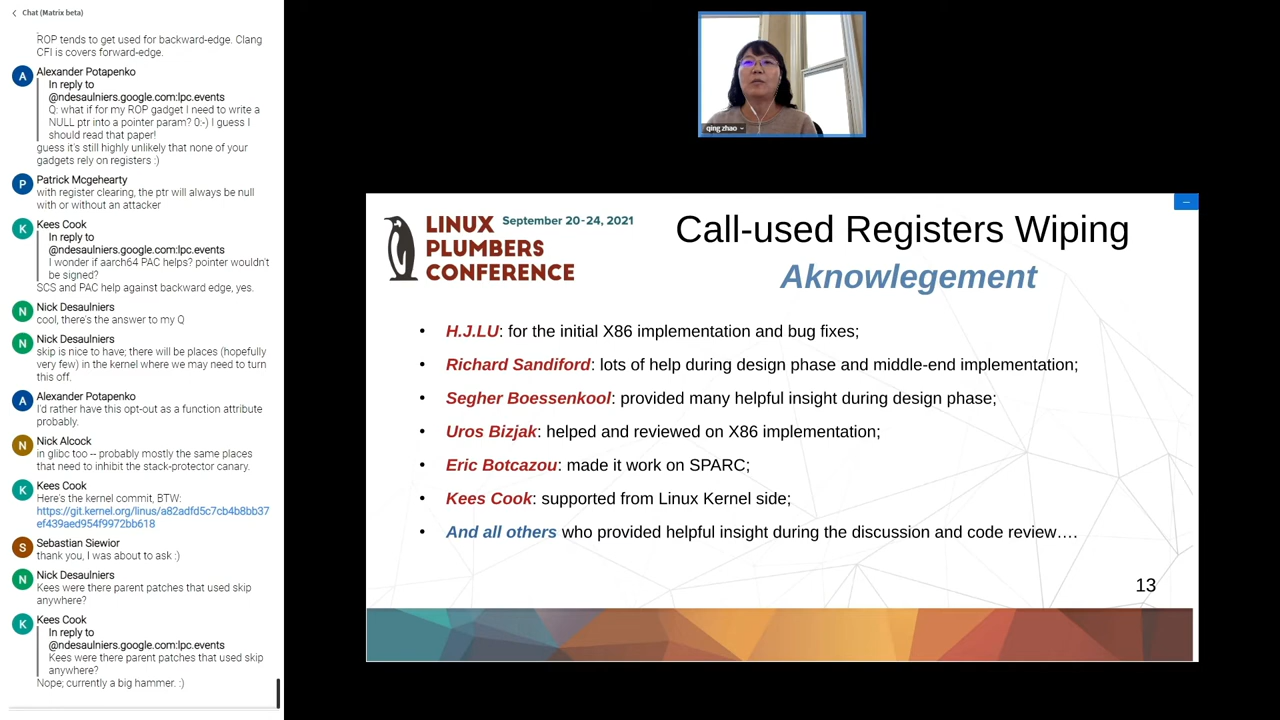 Chat (Matrix beta)
ROP tends to get used for backward-edge. Clang
CFI is covers forward-edge.
A
Alexander Potapenko
In reply to
@ndesaulniers.google.com:lpc.events
Q: what if for my ROP gadget I need to write a
NULL ptr into a pointer param? 0:-) I guess I
should read that paper!
guess it's still highly unlikely that none of your
gadgets rely on registers :)
P
Patrick Mcgehearty
with register clearing, the ptr will always be null
with or without an attacker
K
Kees Cook
In reply to
@ndesaulniers.google.com:lpc.events
I wonder if aarch64 PAC helps? pointer wouldn't
be signed?
SCS and PAC help against backward edge, yes.
N
Nick Desaulniers
cool, there's the answer to my Q
N
Nick Desaulniers
skip is nice to have; there will be places (hopefully
very few) in the kernel where we may need to turn
this off.
A
Alexander Potapenko
I'd rather have this opt-out as a function attribute
probably.
N
Nick Alcock
in glibc too -- probably mostly the same places
that need to inhibit the stack-protector canary.
K
Kees Cook
Here's the kernel commit, BTW:
https://git.kernel.org/linus/a82adfd5c7cb4b8bb37
ef439aed954f9972bb618
S
Sebastian Siewior
thank you, I was about to ask :)
N
Nick Desaulniers
Kees were there parent patches that used skip
anywhere?
K
Kees Cook
In reply to
@ndesaulniers.google.com:lpc.events
Kees were there parent patches that used skip
anywhere?
Nope; currently a big hammer. :)
qing zhao
LINUX
PLUMBERS
CONFERENCE
September 20-24, 2021
Call-used Registers Wiping
Aknowlegement
• H.J.LU: for the initial X86 implementation and bug fixes;
• Richard Sandiford: lots of help during design phase and middle-end implementation;
• Segher Boessenkool: provided many helpful insight during design phase;
• Uros Bizjak: helped and reviewed on X86 implementation;
• Eric Botcazou: made it work on SPARC;
• Kees Cook: supported from Linux Kernel side;
• And all others who provided helpful insight during the discussion and code review….
13